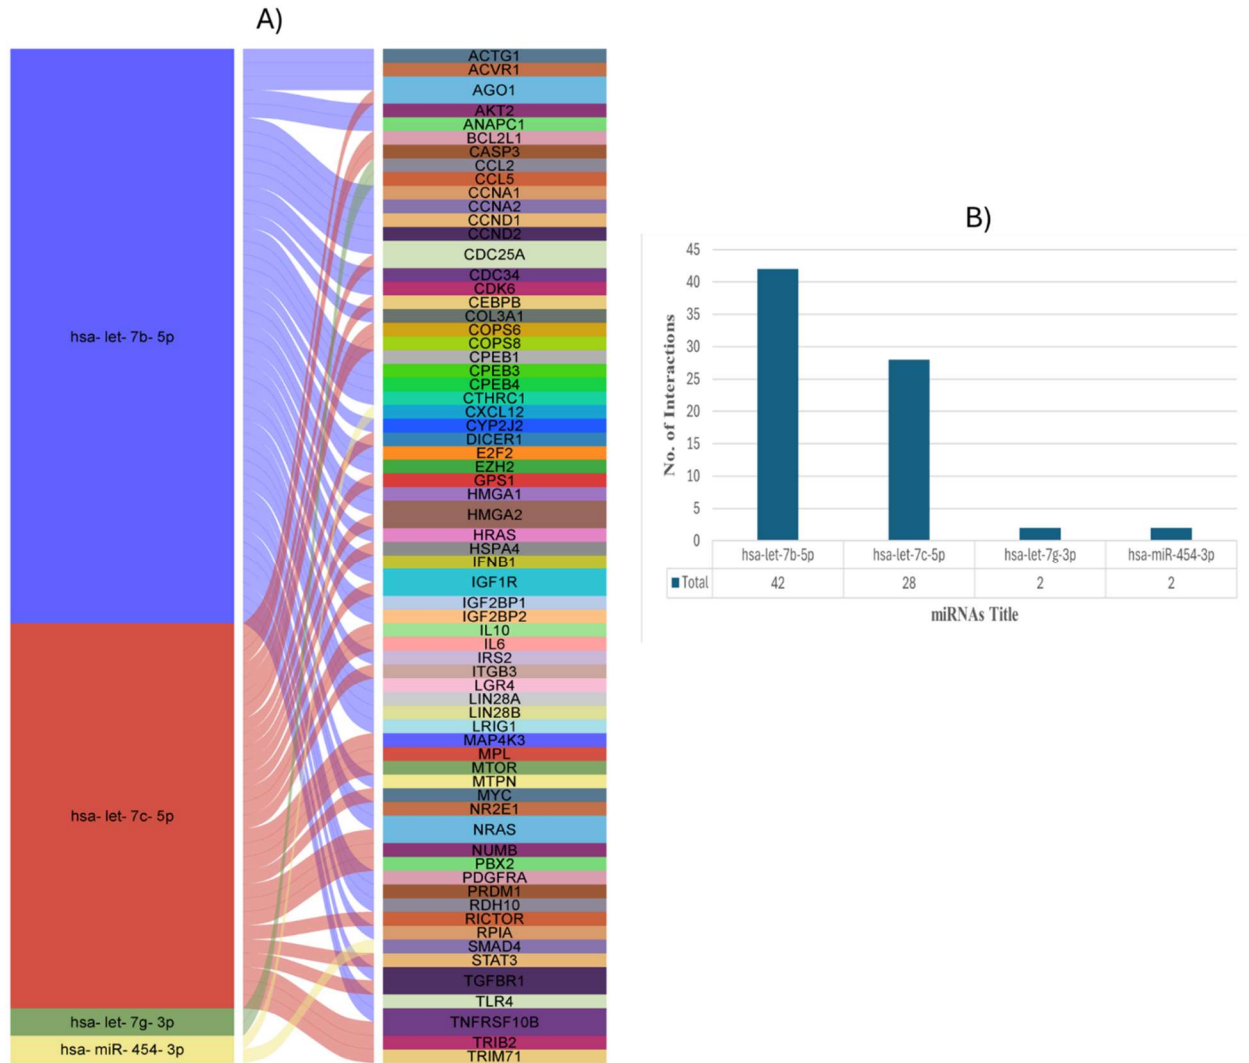 A)
hsa- let- 7b- 5p
hsa- let- 7c- 5p
hsa- let- 7g- 3p
hsa- miR- 454- 3p
ACTG1
ACVR1
AGO1
AKT2
ANAPC1
BCL2L1
CASP3
CCL2
CCL5
CCNA1
CCNA2
CCND1
CCND2
CDC25A
CDC34
CDK6
CEBPB
COL3A1
COPS6
COPS8
CPEB1
CPEB3
CPEB4
CTHRC1
CXCL12
CYP2J2
DICER1
E2F2
EZH2
GPS1
HMGA1
HMGA2
HRAS
HSPA4
IFNB1
IGF1R
IGF2BP1
IGF2BP2
IL10
IL6
IRS2
ITGB3
LGR4
LIN28A
LIN28B
LRIG1
MAP4K3
MPL
MTOR
MTPN
MYC
NR2E1
NRAS
NUMB
PBX2
PDGFRA
PRDM1
RDH10
RICTOR
RPIA
SMAD4
STAT3
TGFBR1
TLR4
TNFRSF10B
TRIB2
TRIM71
B)
No. of Interactions
45
40
35
30
25
20
15
10
5
0
hsa-let-7b-5p hsa-let-7c-5p hsa-let-7g-3p hsa-miR-454-3p
Total 42 28 2 2
miRNAs Title